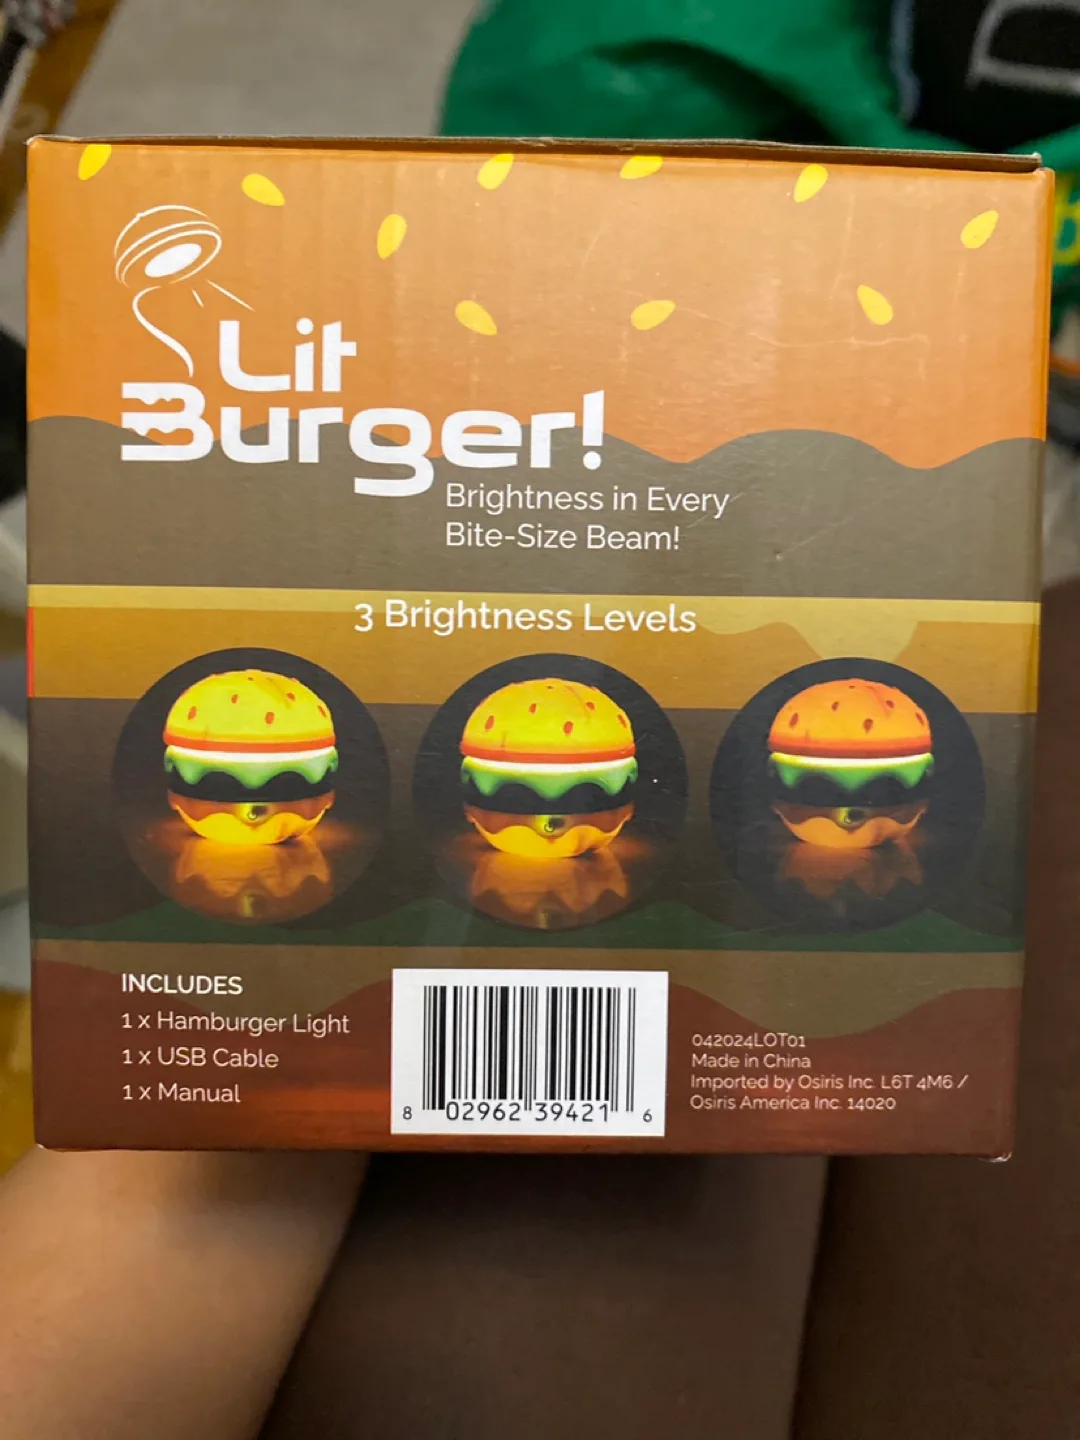 Lit
Burger!
Brightness in Every
Bite-Size Beam!
3 Brightness Levels
INCLUDES
1 x Hamburger Light
1 x USB Cable
1 x Manual
8 02962 39421 6
042024LOT01
Made in China
Imported by Osiris Inc. L6T 4M6 /
Osiris America Inc. 14020